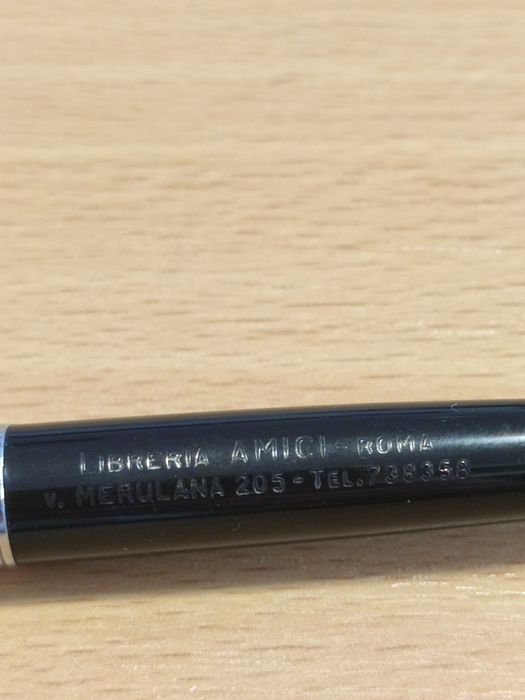 LIBRERIA AMICI - ROMA
V. MERULANA 205 - TEL. 738358